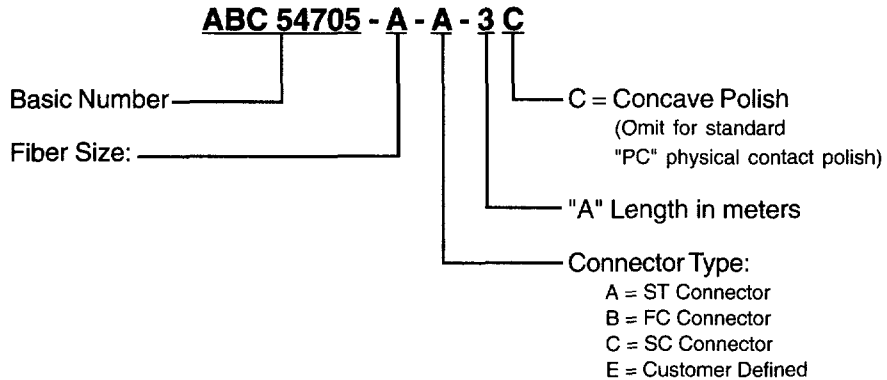 ABC 54705 - A - A - 3 C
Basic Number
Fiber Size:
C = Concave Polish
(Omit for standard
"PC" physical contact polish)
"A" Length in meters
Connector Type:
A = ST Connector
B = FC Connector
C = SC Connector
E = Customer Defined